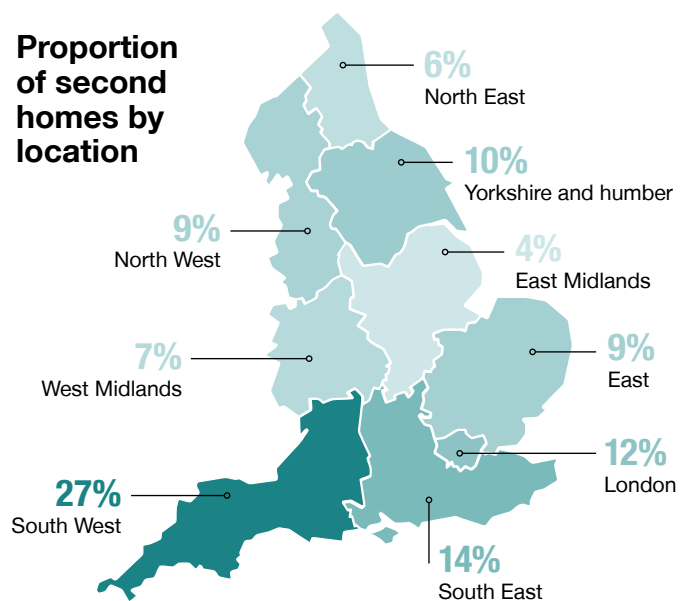 Proportion
of second
homes by
location
6%
North East
10%
Yorkshire and humber
9%
North West
4%
East Midlands
7%
West Midlands
9%
East
12%
London
27%
South West
14%
South East